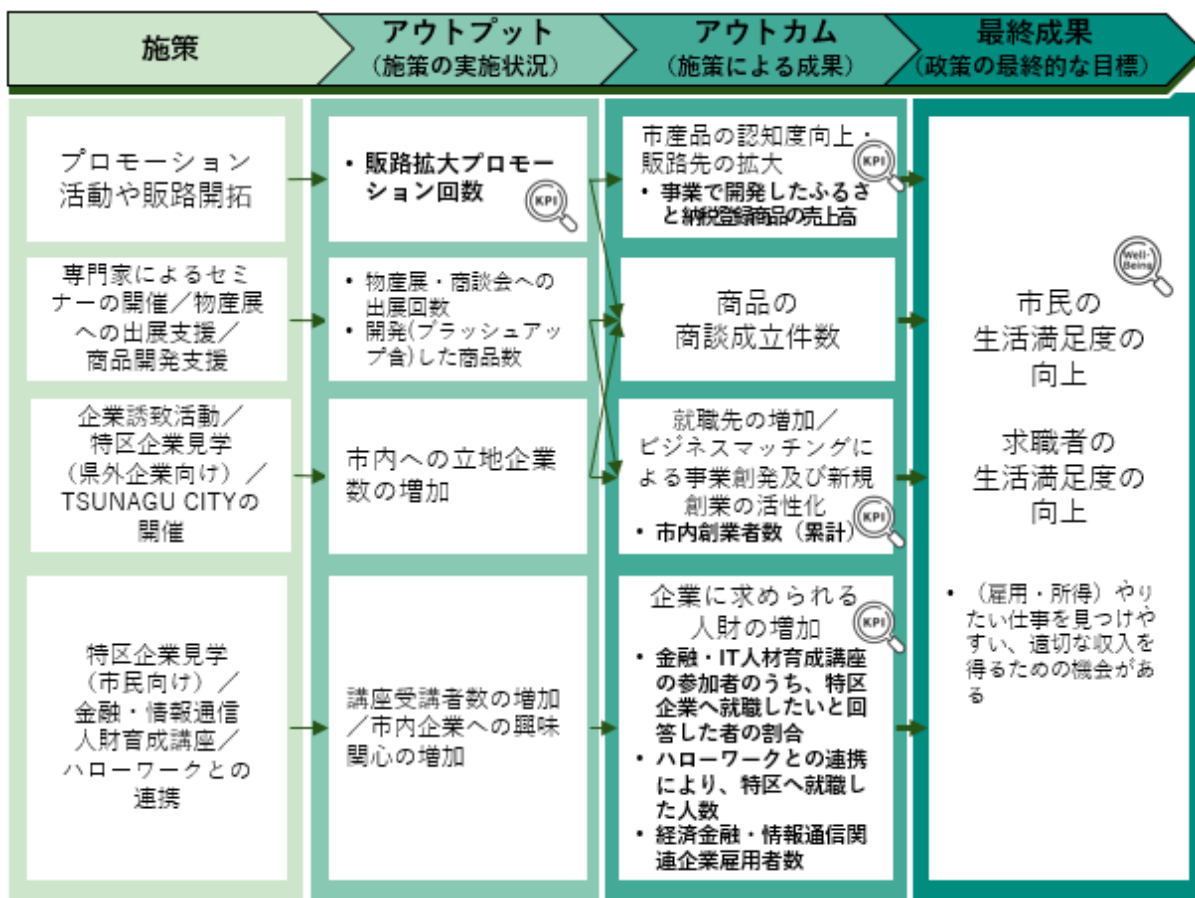 施策
アウトプット
(施策の実施状況)
アウトカム
(施策による成果)
最終成果
(政策の最終的な目標)
プロモーション
活動や販路開拓
• 販路拡大プロモー
ション回数
KPI
市産品の認知度向上・
販路先の拡大
KPI
• 事業で開発したふるさ
と納税登録商品の売上高
専門家によるセミ
ナーの開催／物産展
への出展支援／
商品開発支援
• 物産展・商談会への
出展回数
• 開発(ブラッシュアッ
プ含)した商品数
商品の
商談成立件数
企業誘致活動／
特区企業見学
（県外企業向け）／
TSUNAGU CITYの
開催
市内への立地企業
数の増加
就職先の増加／
ビジネスマッチングに
よる事業創発及び新規
創業の活性化
• 市内創業者数（累計）
KPI
特区企業見学
（市民向け）／
金融・情報通信
人財育成講座／
ハローワークとの
連携
講座受講者数の増加
／市内企業への興味
関心の増加
企業に求められる
人財の増加
KPI
• 金融・IT人材育成講座
の参加者のうち、特区
企業へ就職したいと回
答した者の割合
• ハローワークとの連携
により、特区へ就職し
た人数
• 経済金融・情報通信関
連企業雇用者数
Well-
Being
市民の
生活満足度の
向上
求職者の
生活満足度の
向上
• （雇用・所得）やり
たい仕事を見つけや
すい、適切な収入を
得るための機会があ
る